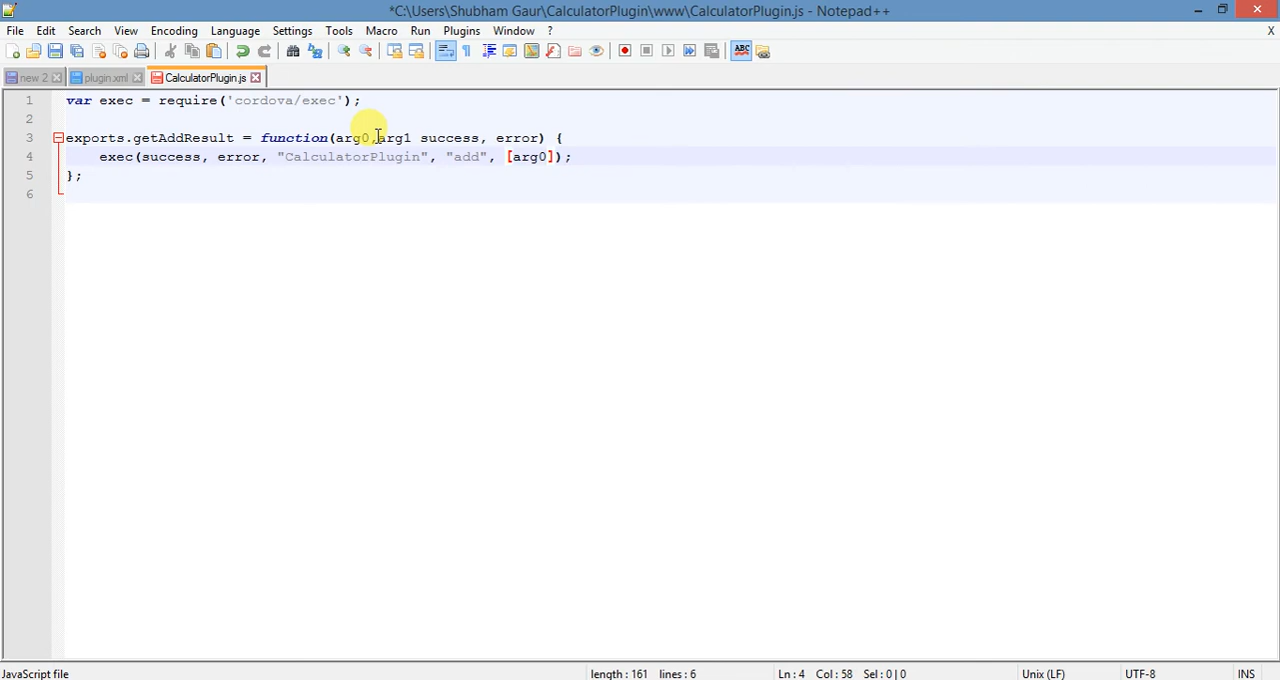 *C:\Users\Shubham Gaur\CalculatorPlugin\www\CalculatorPlugin.js - Notepad++
File Edit Search View Encoding Language Settings Tools Macro Run Plugins Window ? X
new 2 plugin.xml CalculatorPlugin.js
1 var exec = require('cordova/exec');
2
3 exports.getAddResult = function(arg0,arg1 success, error) {
4 exec(success, error, "CalculatorPlugin", "add", [arg0]);
5 };
6
JavaScript file length : 161 lines : 6 Ln : 4 Col : 58 Sel : 0 | 0 Unix (LF) UTF-8 INS